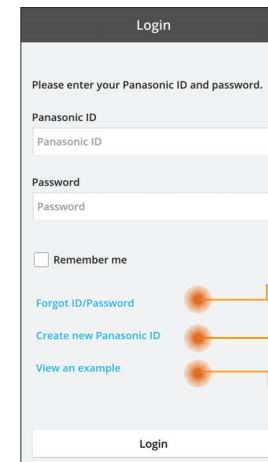 Login
Please enter your Panasonic ID and password.
Panasonic ID
Panasonic ID
Password
Password
Remember me
Forgot ID/Password
Create new Panasonic ID
View an example
Login